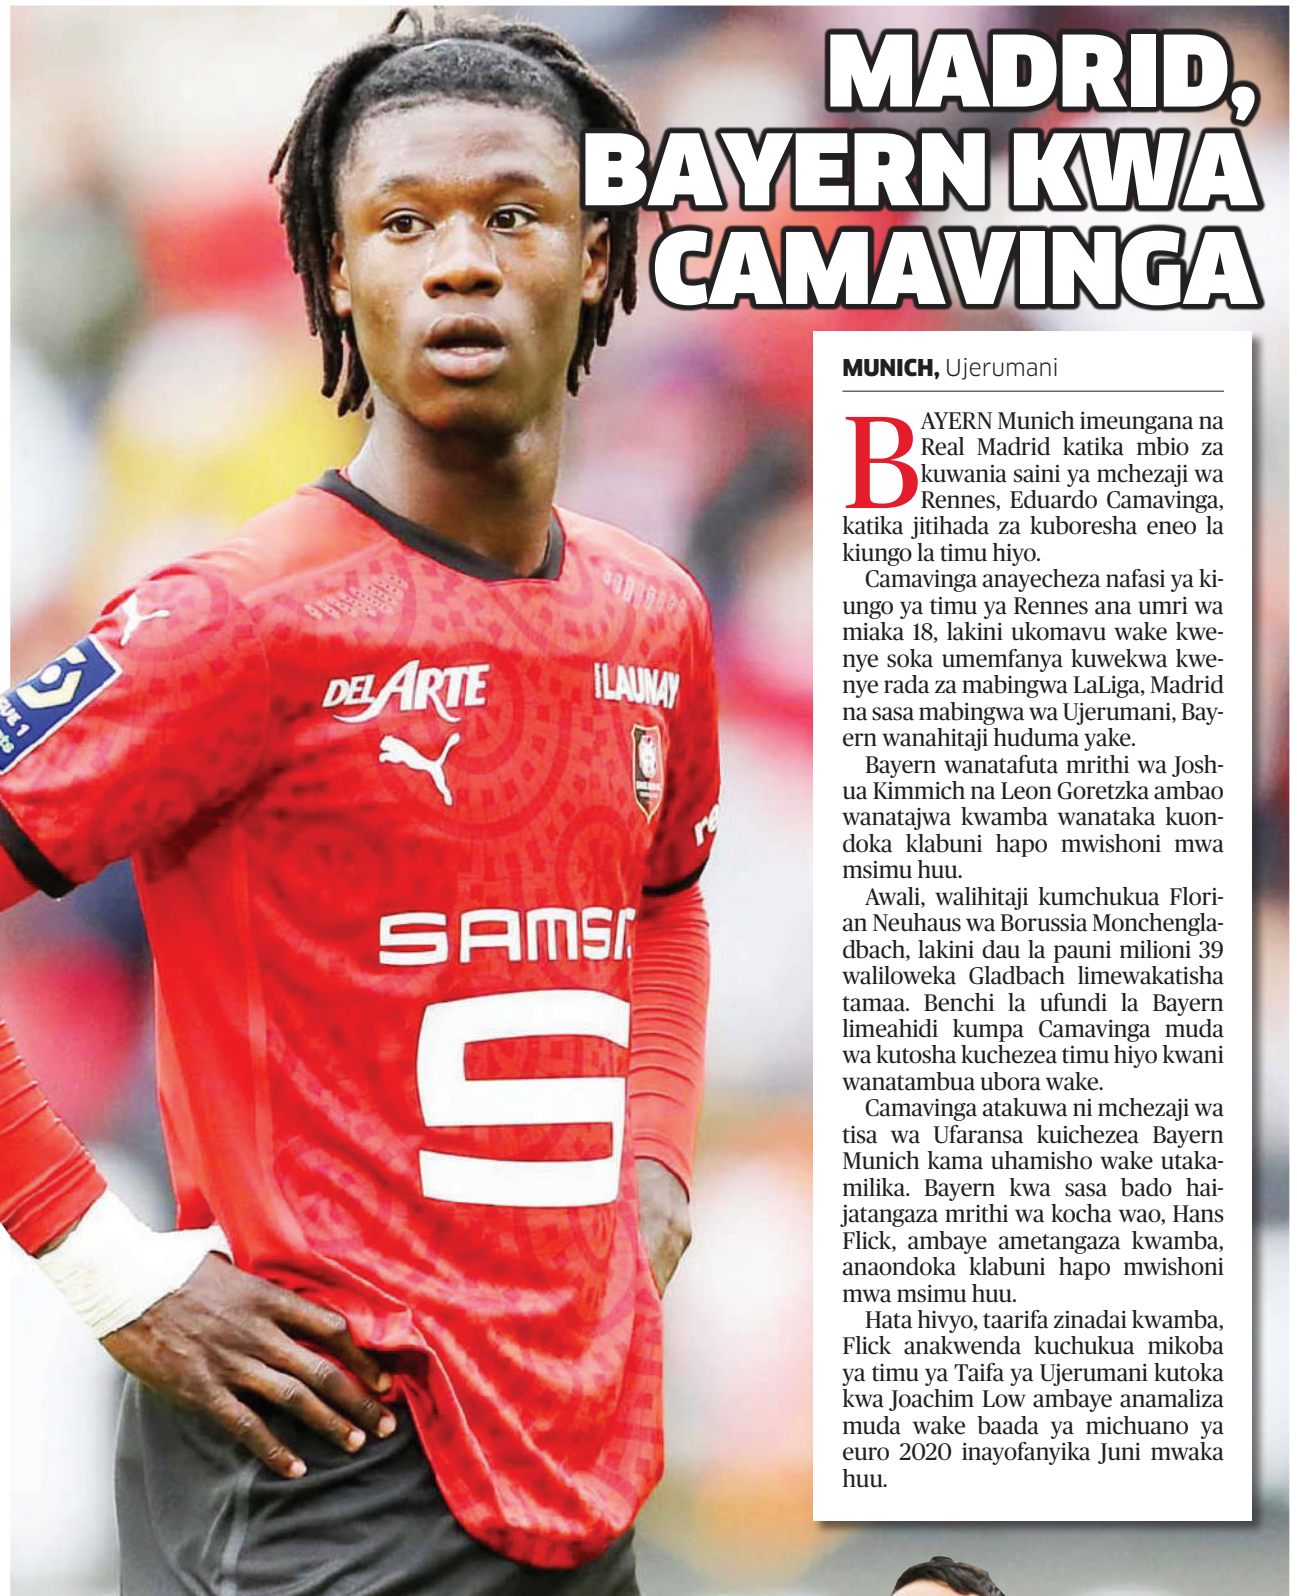 MADRID,
BAYERN KWA
CAMAVINGA
MUNICH, Ujerumani
BAYERN Munich imeungana na
Real Madrid katika mbio za
kuwania saini ya mchezaji wa
Rennes, Eduardo Camavinga,
katika jitihada za kuboresha eneo la
kiungo la timu hiyo.
Camavinga anayecheza nafasi ya ki-
ungo ya timu ya Rennes ana umri wa
miaka 18, lakini ukomavu wake kwe-
nye soka umemfanya kuwekwa kwe-
nye rada za mabingwa LaLiga, Madrid
na sasa mabingwa wa Ujerumani, Bay-
ern wanahitaji huduma yake.
Bayern wanatafuta mrithi wa Josh-
ua Kimmich na Leon Goretzka ambao
wanatajwa kwamba wanataka kuon-
doka klabuni hapo mwishoni mwa
msimu huu.
Awali, walihitaji kumchukua Flori-
an Neuhaus wa Borussia Monchengla-
dbach, lakini dau la pauni milioni 39
waliloweka Gladbach limewakatisha
tamaa. Benchi la ufundi la Bayern
limeahidi kumpa Camavinga muda
wa kutosha kuchezea timu hiyo kwani
wanatambua ubora wake.
Camavinga atakuwa ni mchezaji wa
tisa wa Ufaransa kuichezea Bayern
Munich kama uhamisho wake utaka-
milika. Bayern kwa sasa bado hai-
jatangaza mrithi wa kocha wao, Hans
Flick, ambaye ametangaza kwamba,
anaondoka klabuni hapo mwishoni
mwa msimu huu.
Hata hivyo, taarifa zinadai kwamba,
Flick anakwenda kuchukua mikoba
ya timu ya Taifa ya Ujerumani kutoka
kwa Joachim Low ambaye anamaliza
muda wake baada ya michuano ya
euro 2020 inayofanyika Juni mwaka
huu.
DEL ARTE
LAUNAY
SAMSIC
S